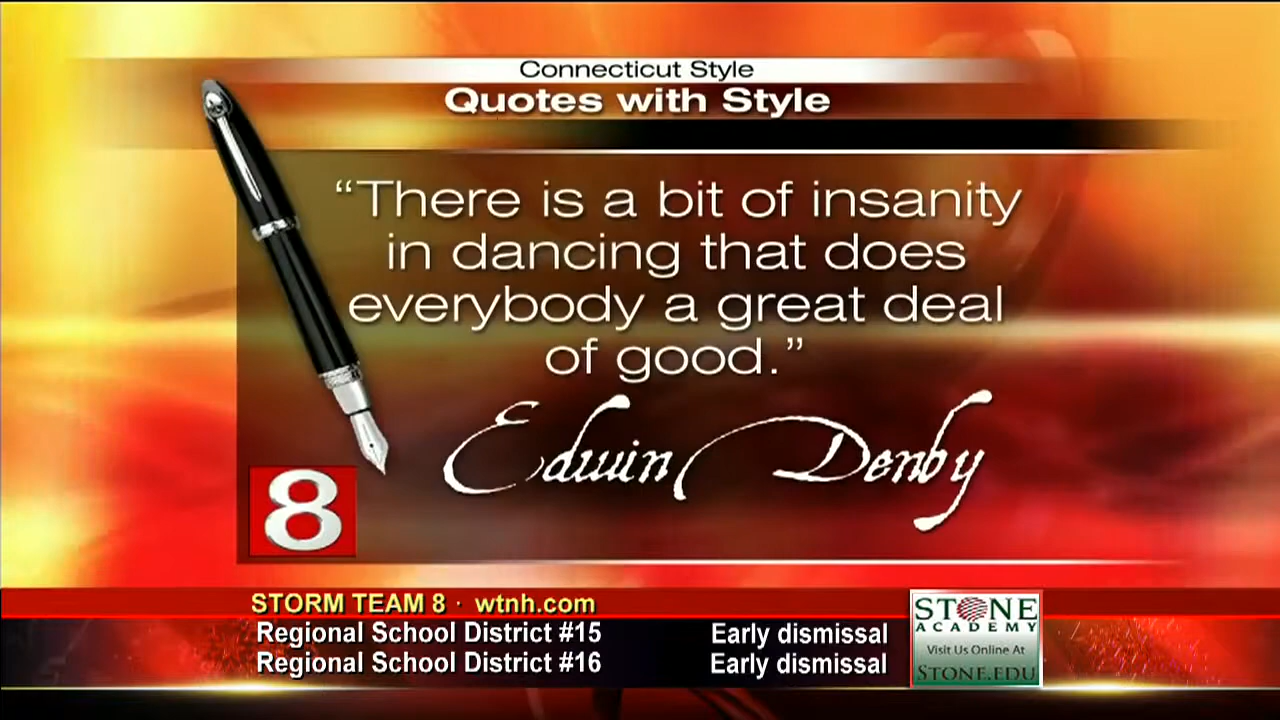 Connecticut Style
Quotes with Style
“There is a bit of insanity
in dancing that does
everybody a great deal
of good.”
Edwin Denby
8
STORM TEAM 8 · wtnh.com
Regional School District #15 Early dismissal
Regional School District #16 Early dismissal
STONE
ACADEMY
Visit Us Online At
STONE.EDU